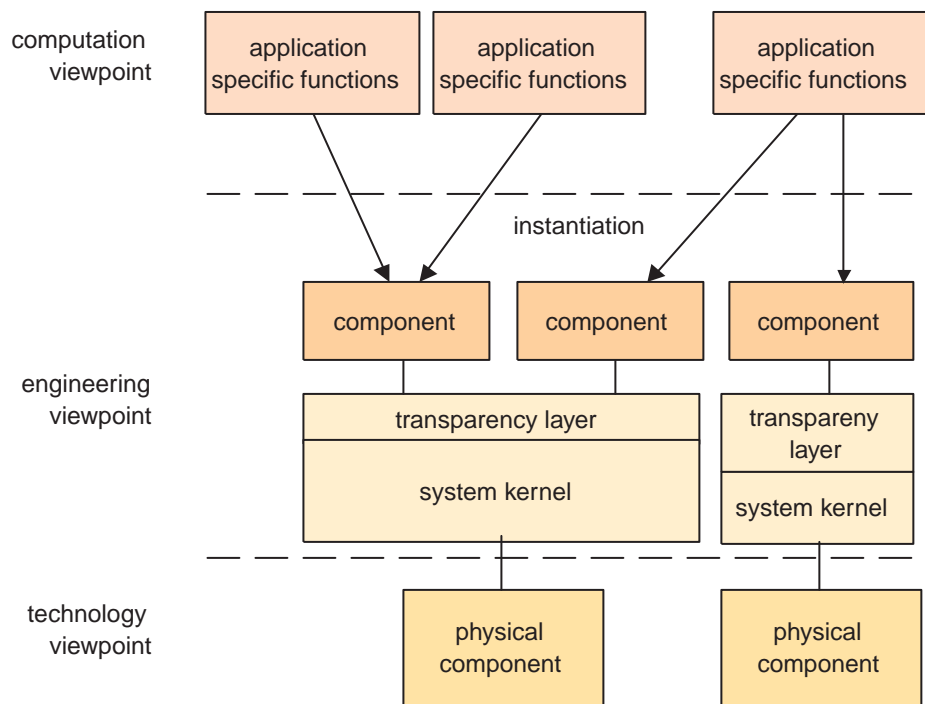 computation
viewpoint
application
specific functions
application
specific functions
application
specific functions
instantiation
component
component
component
engineering
viewpoint
transparency layer
system kernel
transpareny
layer
system kernel
technology
viewpoint
physical
component
physical
component